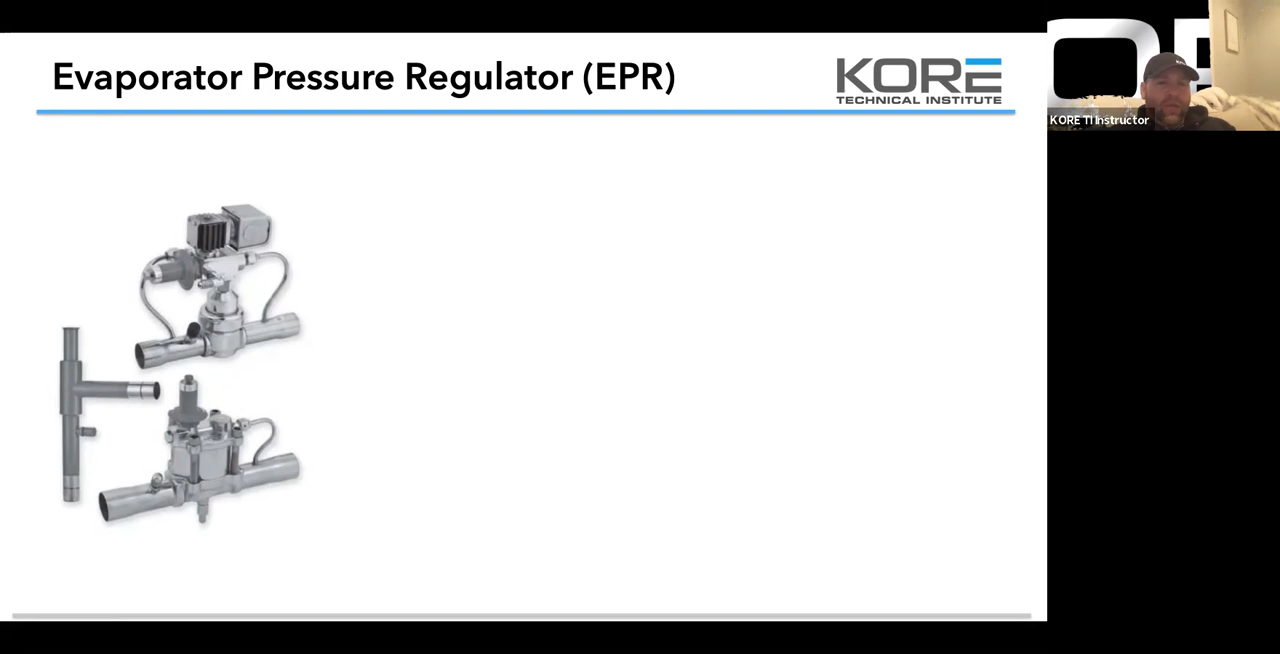 Evaporator Pressure Regulator (EPR)
KORE
TECHNICAL INSTITUTE
KORE TI Instructor